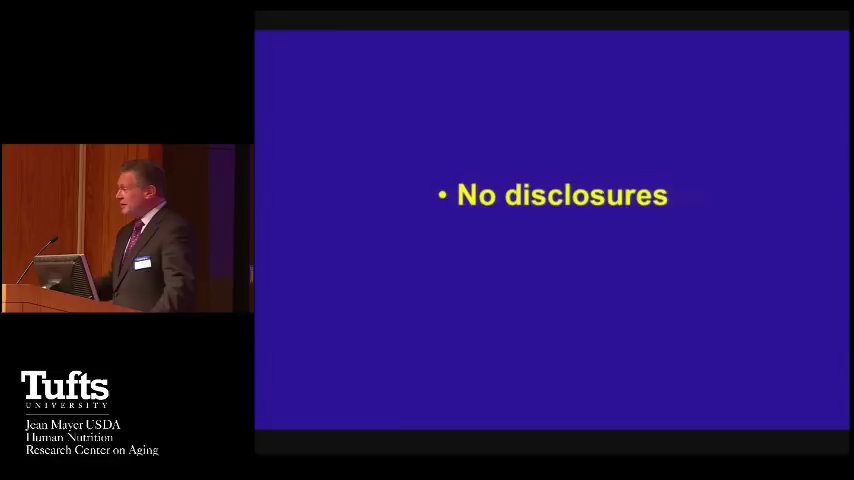 • No disclosures
Tufts
UNIVERSITY
Jean Mayer USDA
Human Nutrition
Research Center on Aging